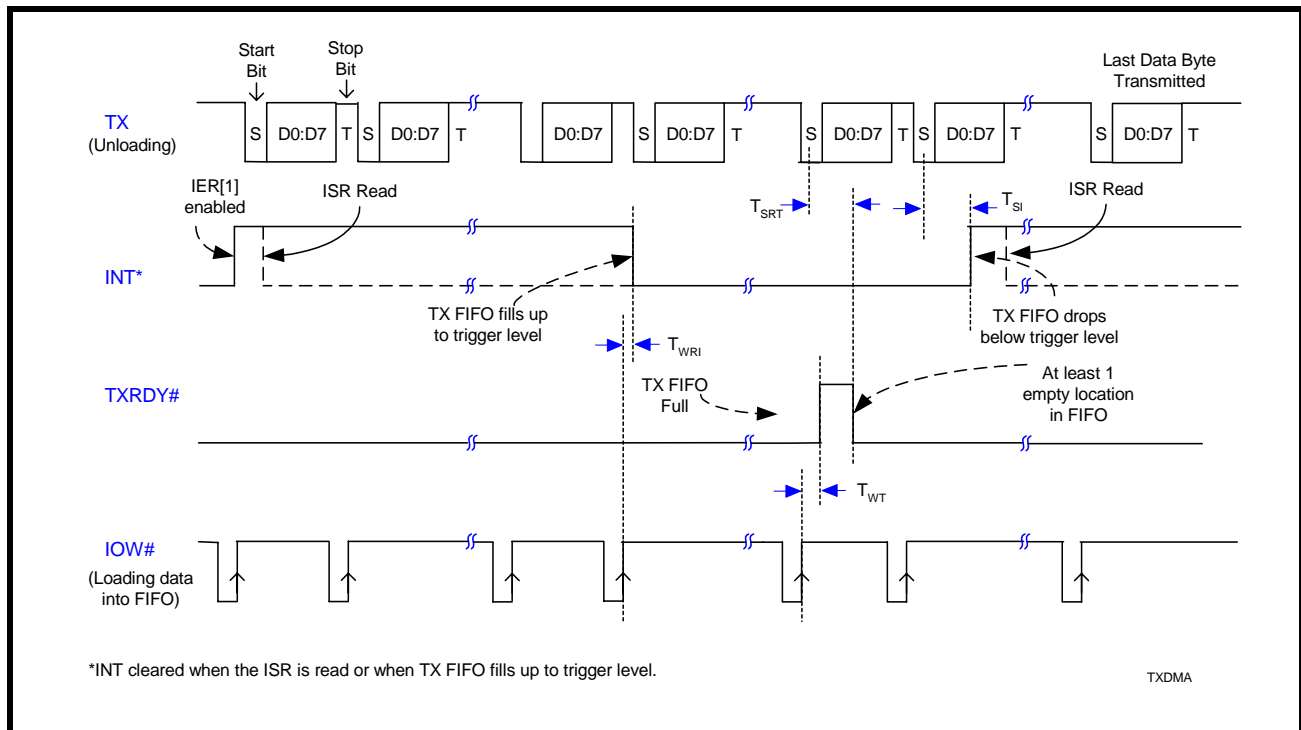 Start
Bit
Stop
Bit
Last Data Byte
Transmitted
TX
(Unloading)
S D0:D7 T S D0:D7 T D0:D7 S D0:D7 T S D0:D7 T S D0:D7 T S D0:D7 T
IER[1]
enabled
ISR Read
TSRT
TSI
ISR Read
INT*
TX FIFO fills up
to trigger level
TX FIFO drops
below trigger level
TWRI
TXRDY#
TX FIFO
Full
At least 1
empty location
in FIFO
TWT
IOW#
(Loading data
into FIFO)
*INT cleared when the ISR is read or when TX FIFO fills up to trigger level.
TXDMA